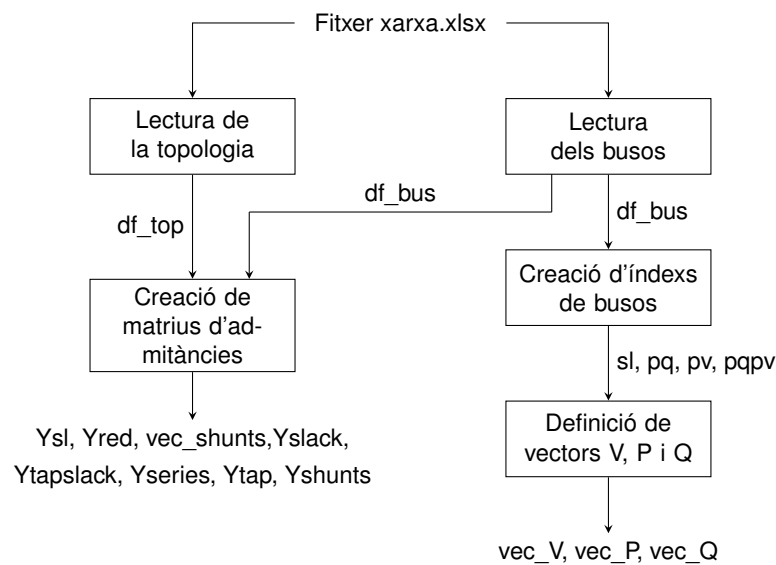 Fitxer xarxa.xlsx
Lectura de
la topologia
Lectura
dels busos
df_bus
df_top
df_bus
Creació de
matrius d'ad-
mitàncies
Creació d'índexs
de busos
sl, pq, pv, pqpv
Ysl, Yred, vec_shunts,Yslack,
Ytapslack, Yseries, Ytap, Yshunts
Definició de
vectors V, P i Q
vec_V, vec_P, vec_Q